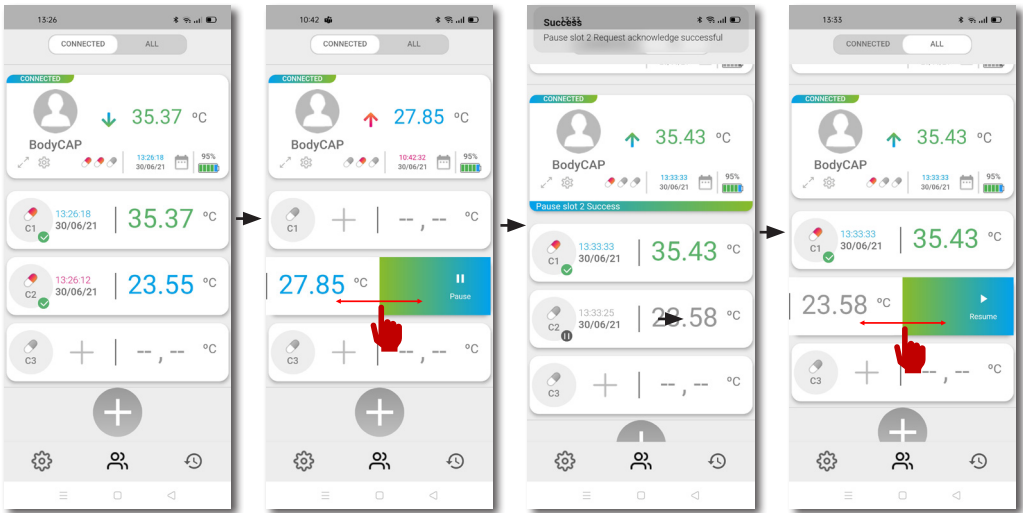 13:26
CONNECTED ALL
CONNECTED
35.37 °C
BodyCAP
13:26:18
30/06/21
95%
C1
13:26:18
30/06/21
35.37 °C
C2
13:26:12
30/06/21
23.55 °C
C3
-- , -- °C
10:42
CONNECTED ALL
CONNECTED
27.85 °C
BodyCAP
10:42:32
30/06/21
95%
C1
-- , -- °C
27.85 °C
Pause
C3
-- , -- °C
13:33
Success
Pause slot 2 Request acknowledge successful
CONNECTED
35.43 °C
BodyCAP
13:33:33
30/06/21
95%
Pause slot 2 Success
C1
13:33:33
30/06/21
35.43 °C
C2
13:33:25
30/06/21
23.58 °C
C3
-- , -- °C
13:33
CONNECTED ALL
CONNECTED
35.43 °C
BodyCAP
13:33:33
30/06/21
95%
C1
13:33:33
30/06/21
35.43 °C
23.58 °C
Resume
C3
-- , -- °C